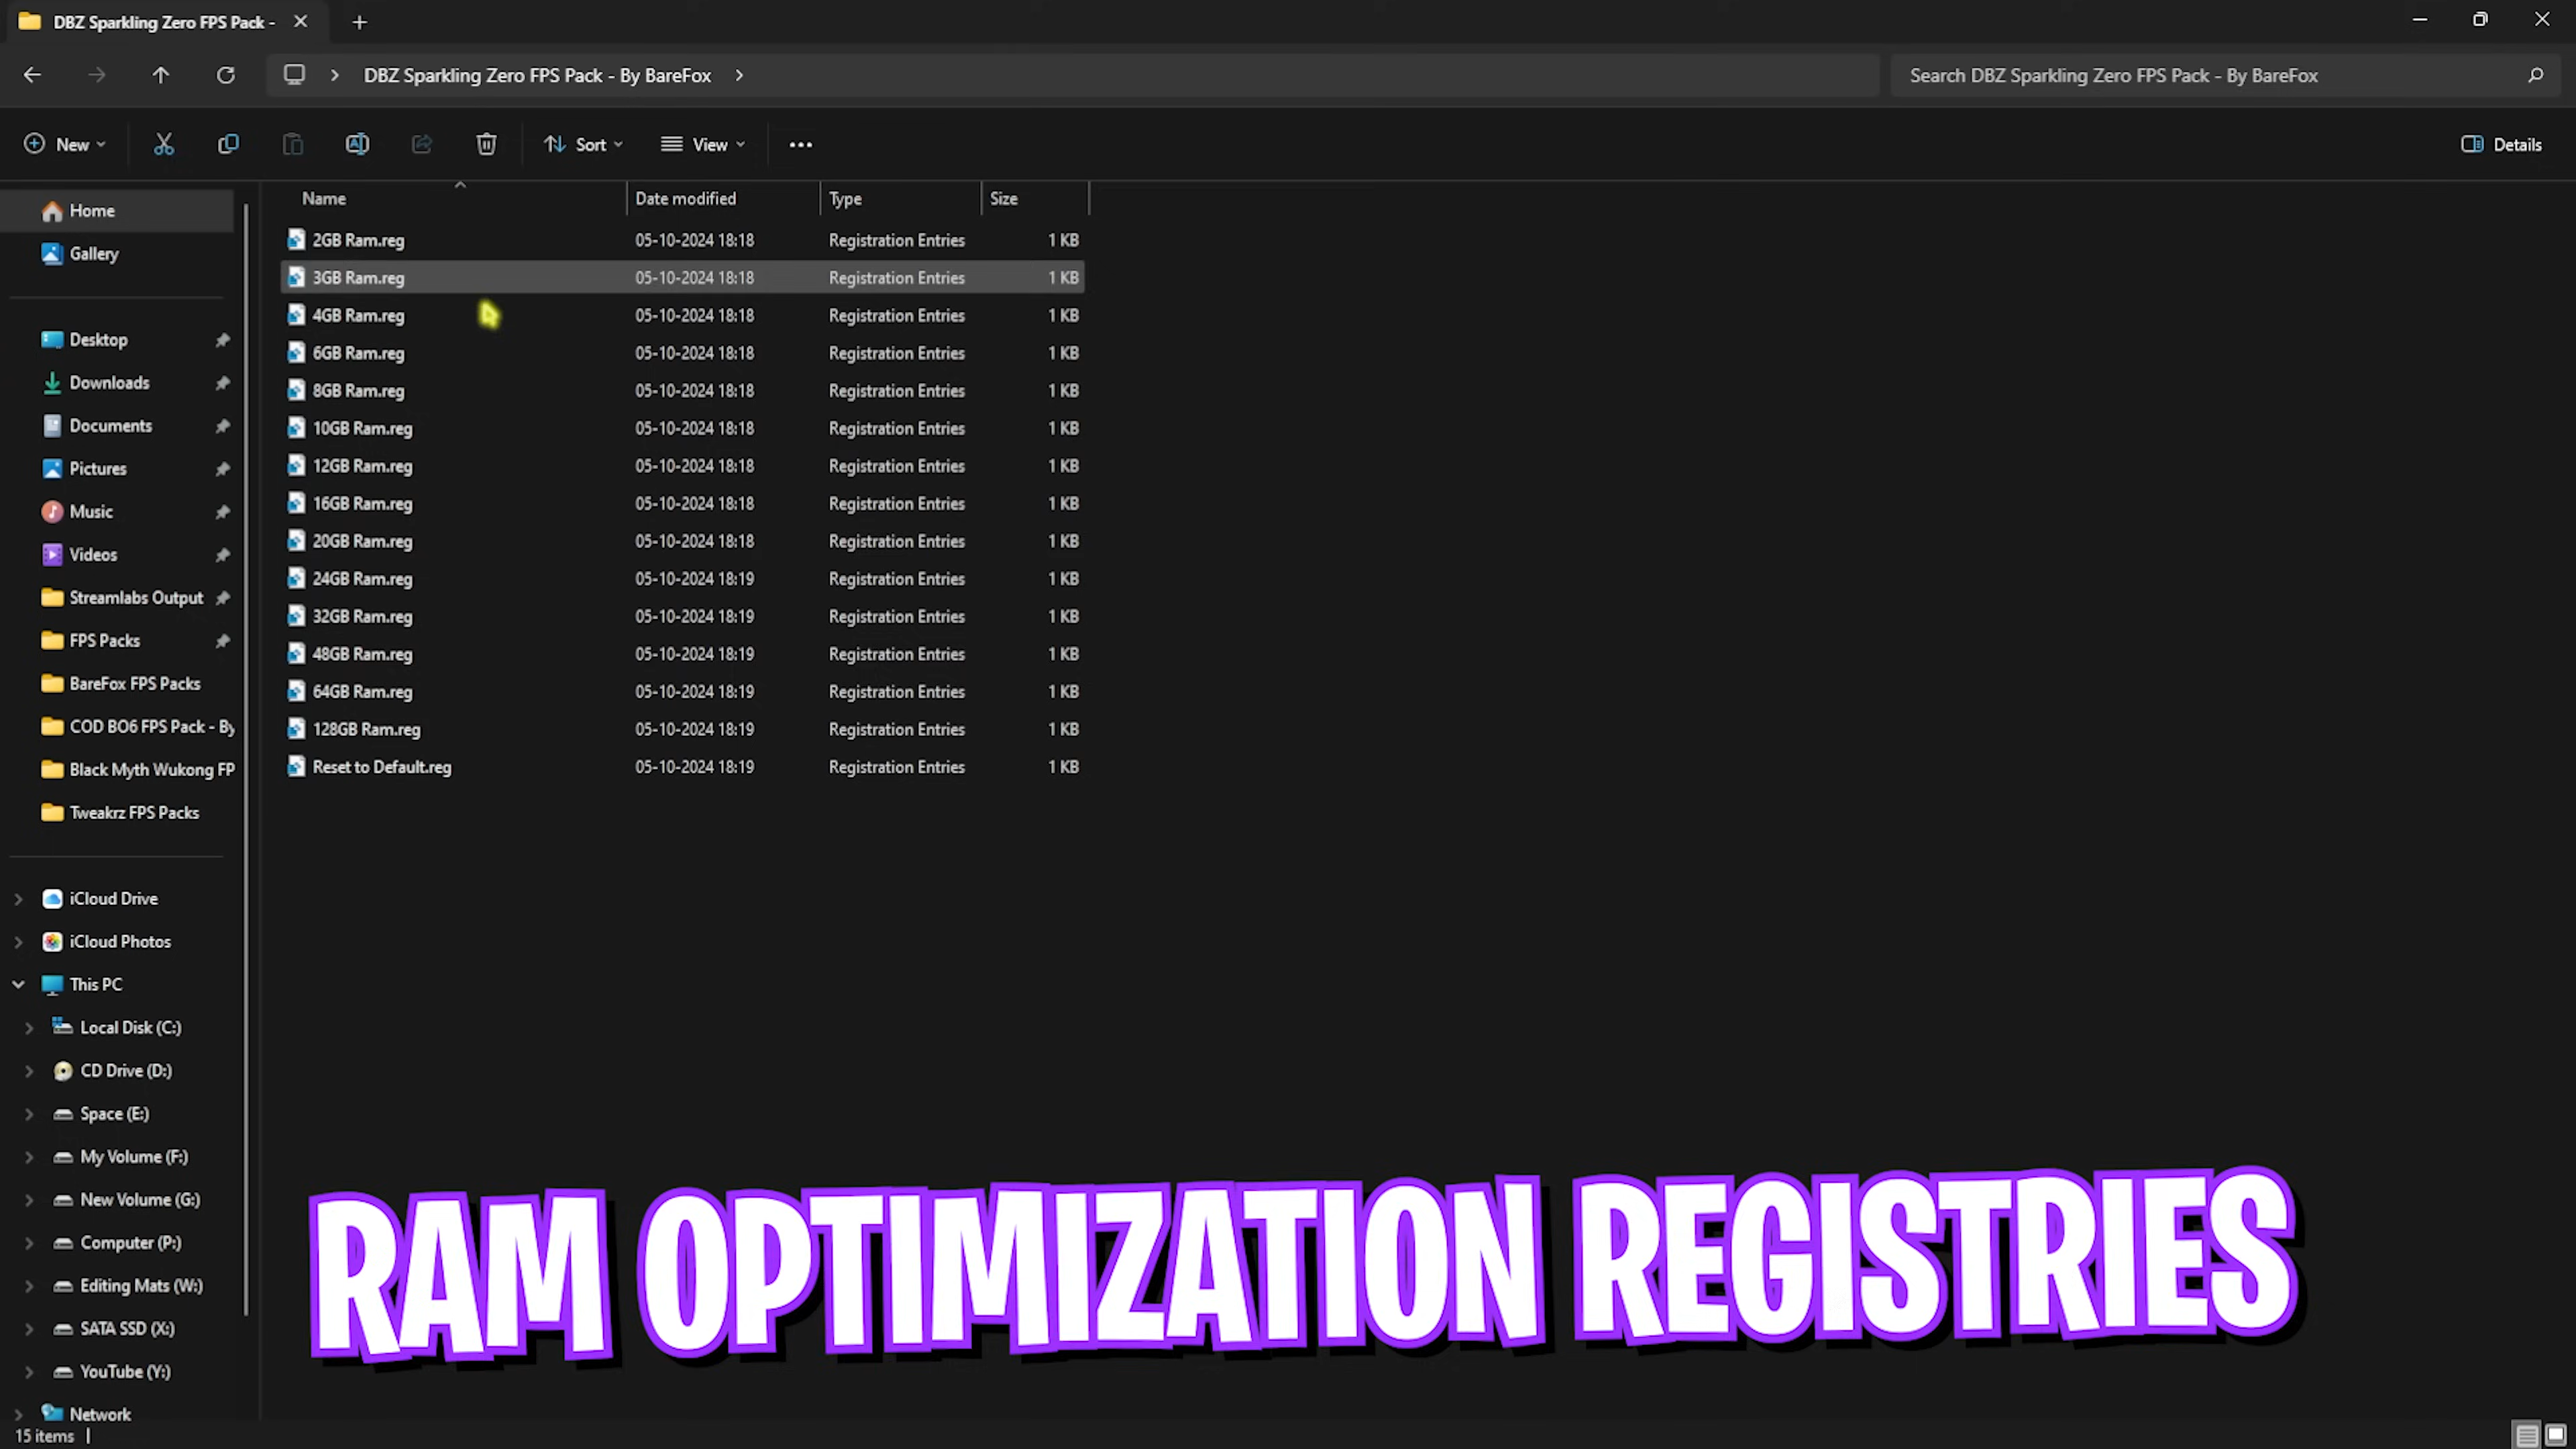 DBZ Sparkling Zero FPS Pack -
DBZ Sparkling Zero FPS Pack - By BareFox
Search DBZ Sparkling Zero FPS Pack - By BareFox
New
Sort
View
Details
Name Date modified Type Size
2GB Ram.reg 05-10-2024 18:18 Registration Entries 1 KB
3GB Ram.reg 05-10-2024 18:18 Registration Entries 1 KB
4GB Ram.reg 05-10-2024 18:18 Registration Entries 1 KB
6GB Ram.reg 05-10-2024 18:18 Registration Entries 1 KB
8GB Ram.reg 05-10-2024 18:18 Registration Entries 1 KB
10GB Ram.reg 05-10-2024 18:18 Registration Entries 1 KB
12GB Ram.reg 05-10-2024 18:18 Registration Entries 1 KB
16GB Ram.reg 05-10-2024 18:18 Registration Entries 1 KB
20GB Ram.reg 05-10-2024 18:18 Registration Entries 1 KB
24GB Ram.reg 05-10-2024 18:19 Registration Entries 1 KB
32GB Ram.reg 05-10-2024 18:19 Registration Entries 1 KB
48GB Ram.reg 05-10-2024 18:19 Registration Entries 1 KB
64GB Ram.reg 05-10-2024 18:19 Registration Entries 1 KB
128GB Ram.reg 05-10-2024 18:19 Registration Entries 1 KB
Reset to Default.reg 05-10-2024 18:19 Registration Entries 1 KB
Home
Gallery
Desktop
Downloads
Documents
Pictures
Music
Videos
Streamlabs Output
FPS Packs
BareFox FPS Packs
COD BO6 FPS Pack - By
Black Myth Wukong FP
Tweakrz FPS Packs
iCloud Drive
iCloud Photos
This PC
Local Disk (C:)
CD Drive (D:)
Space (E:)
My Volume (F:)
New Volume (G:)
Computer (P:)
Editing Mats (W:)
SATA SSD (X:)
YouTube (Y:)
Network
15 items
RAM OPTIMIZATION REGISTRIES